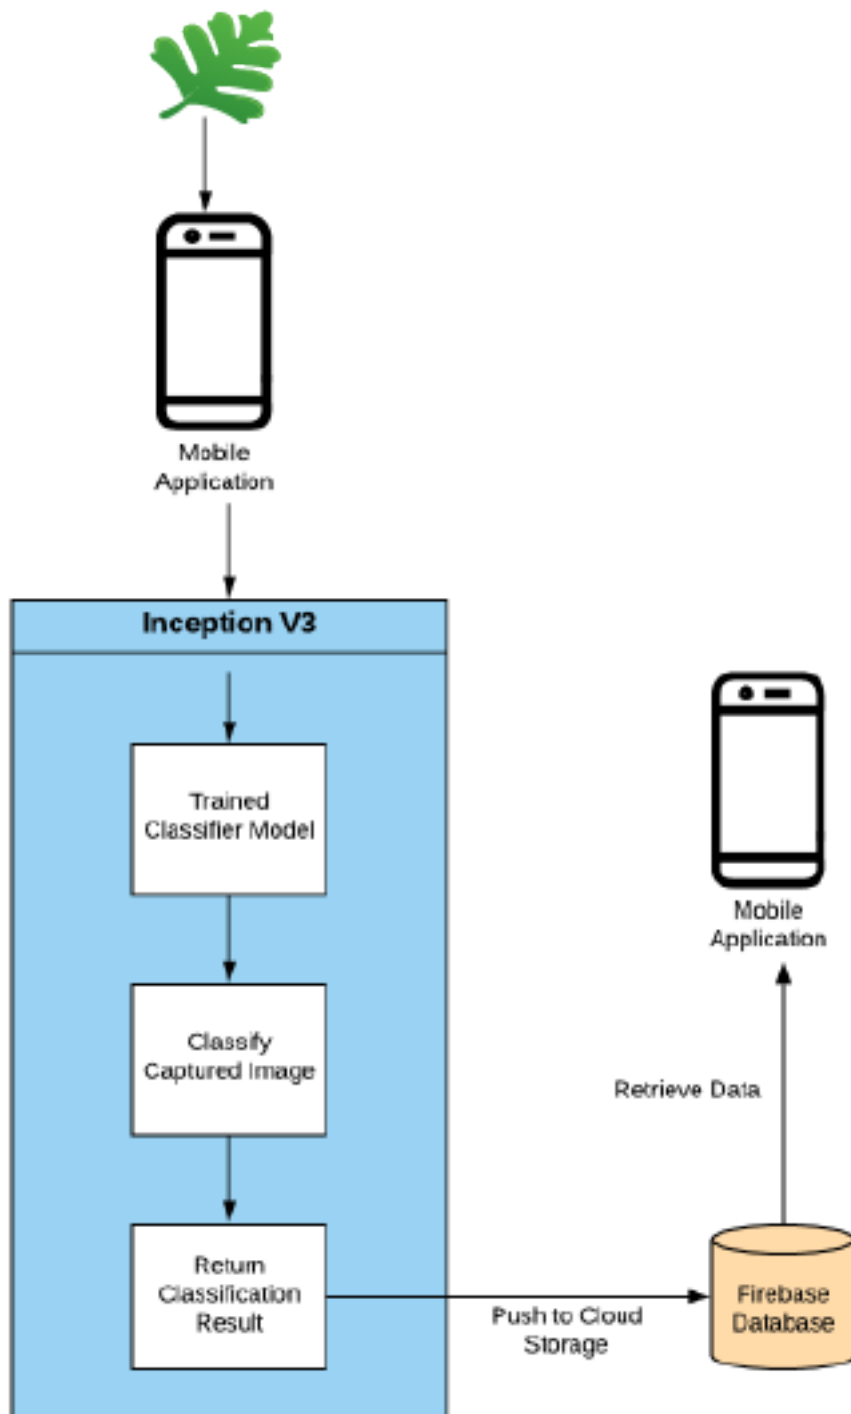 Mobile
Application
Inception V3
Trained
Classifier Model
Classify
Captured Image
Return
Classification
Result
Push to Cloud
Storage
Firebase
Database
Retrieve Data
Mobile
Application